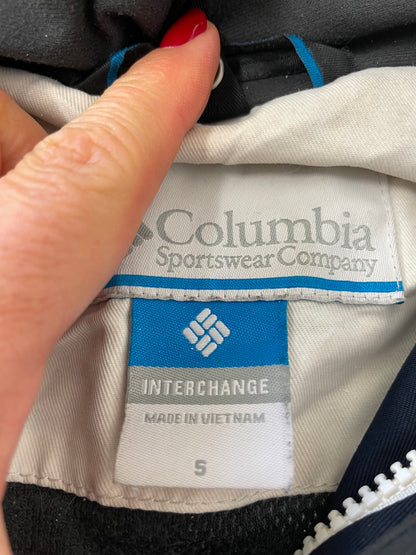 Columbia
Sportswear Company
INTERCHANGE
MADE IN VIETNAM
S